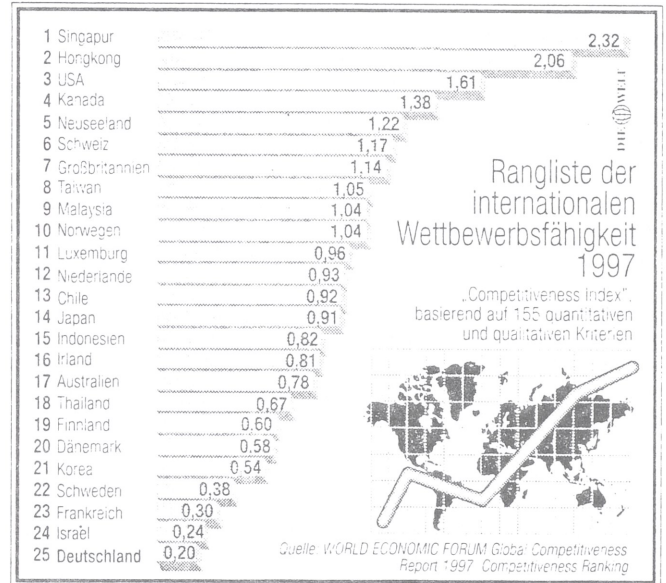 1 Singapur 2,32
2 Hongkong 2,06
3 USA 1,61
4 Kanada 1,38
5 Neuseeland 1,22
6 Schweiz 1,17
7 Großbritannien 1,14
8 Taiwan 1,05
9 Malaysia 1,04
10 Norwegen 1,04
11 Luxemburg 0,96
12 Niederlande 0,93
13 Chile 0,92
14 Japan 0,91
15 Indonesien 0,82
16 Irland 0,81
17 Australien 0,78
18 Thailand 0,67
19 Finnland 0,60
20 Dänemark 0,58
21 Korea 0,54
22 Schweden 0,38
23 Frankreich 0,30
24 Israel 0,24
25 Deutschland 0,20
DIE WELT
Rangliste der
internationalen
Wettbewerbsfähigkeit
1997
„Competitiveness Index",
basierend auf 155 quantitativen
und qualitativen Kriterien
Quelle: WORLD ECONOMIC FORUM Global Competitiveness
Report 1997 Competitiveness Ranking